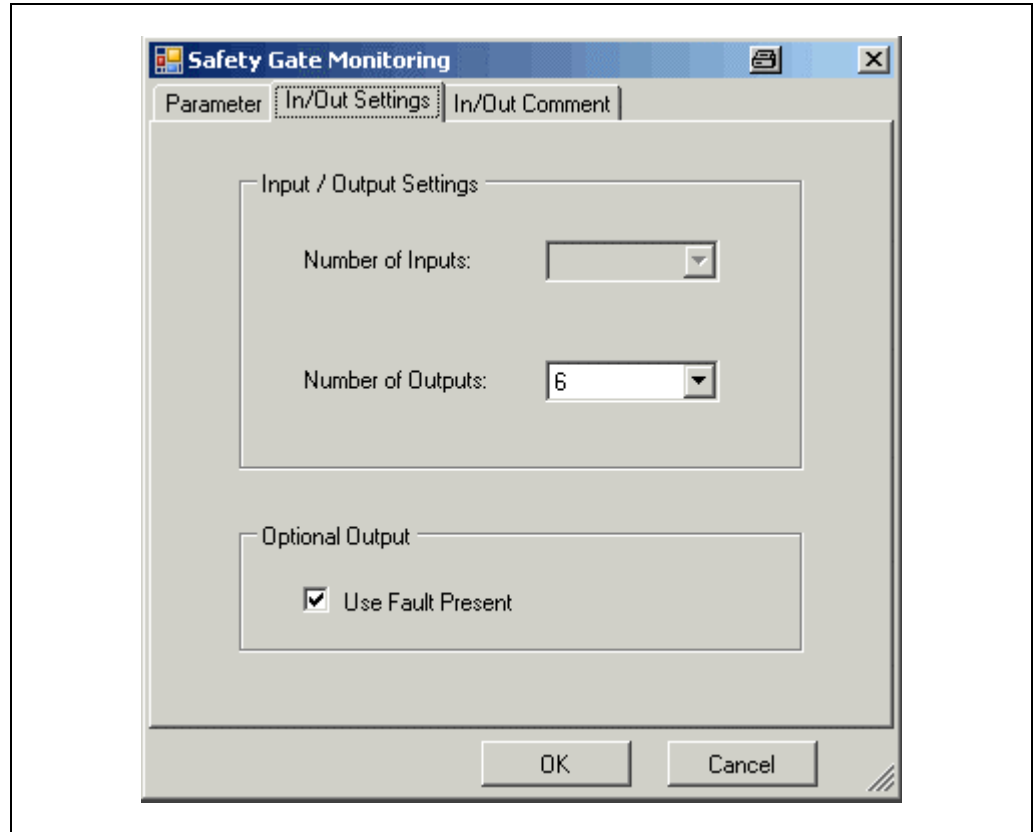 Safety Gate Monitoring
Parameter In/Out Settings In/Out Comment
Input / Output Settings
Number of Inputs:
Number of Outputs: 6
Optional Output
Use Fault Present
OK Cancel